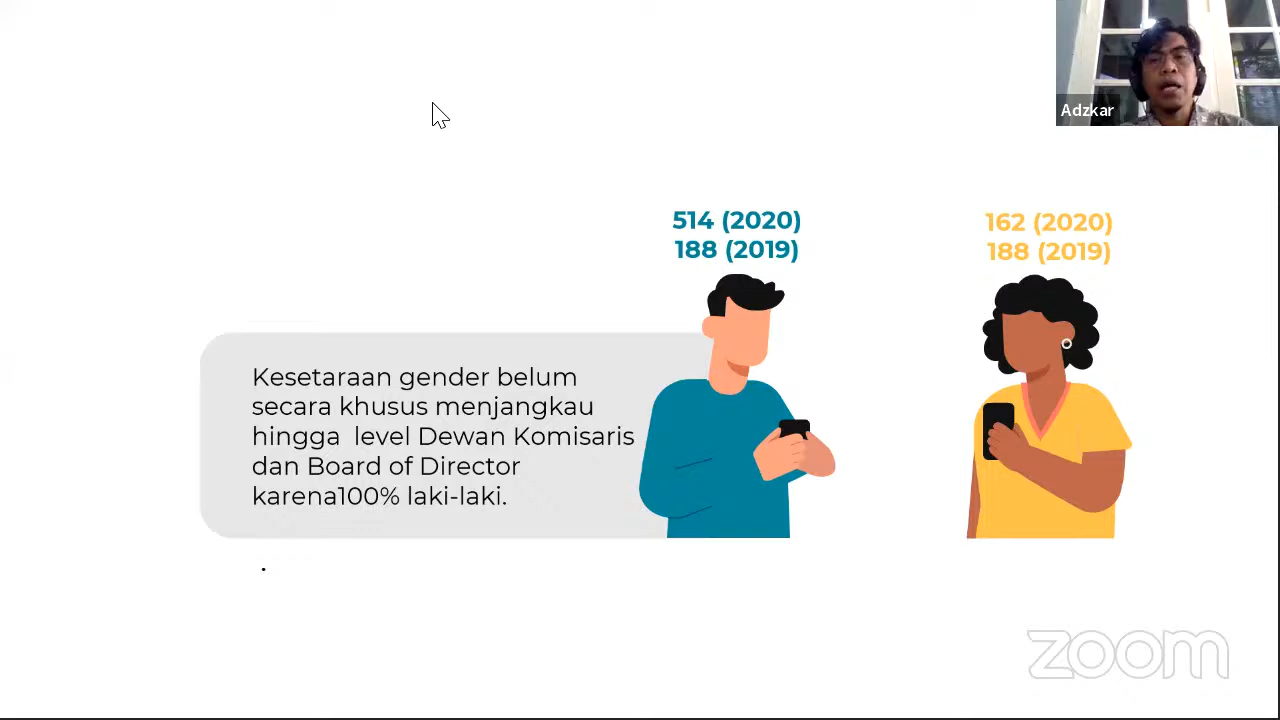 Adzkar
514 (2020)
188 (2019)
162 (2020)
188 (2019)
Kesetaraan gender belum
secara khusus menjangkau
hingga level Dewan Komisaris
dan Board of Director
karena100% laki-laki.
.
zoom